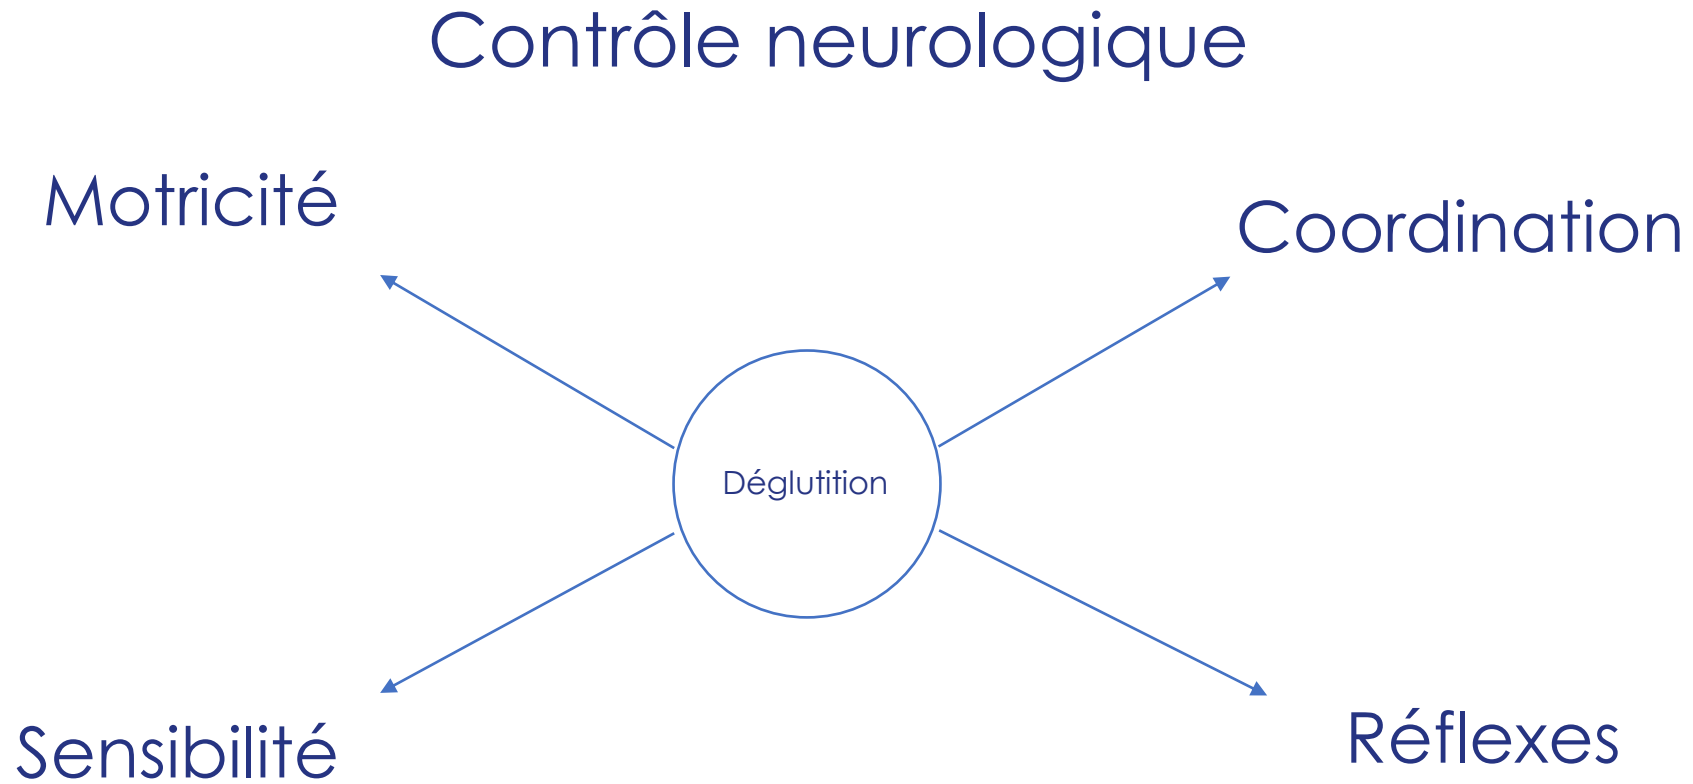 Contrôle neurologique
Motricité
Coordination
Déglutition
Sensibilité
Réflexes